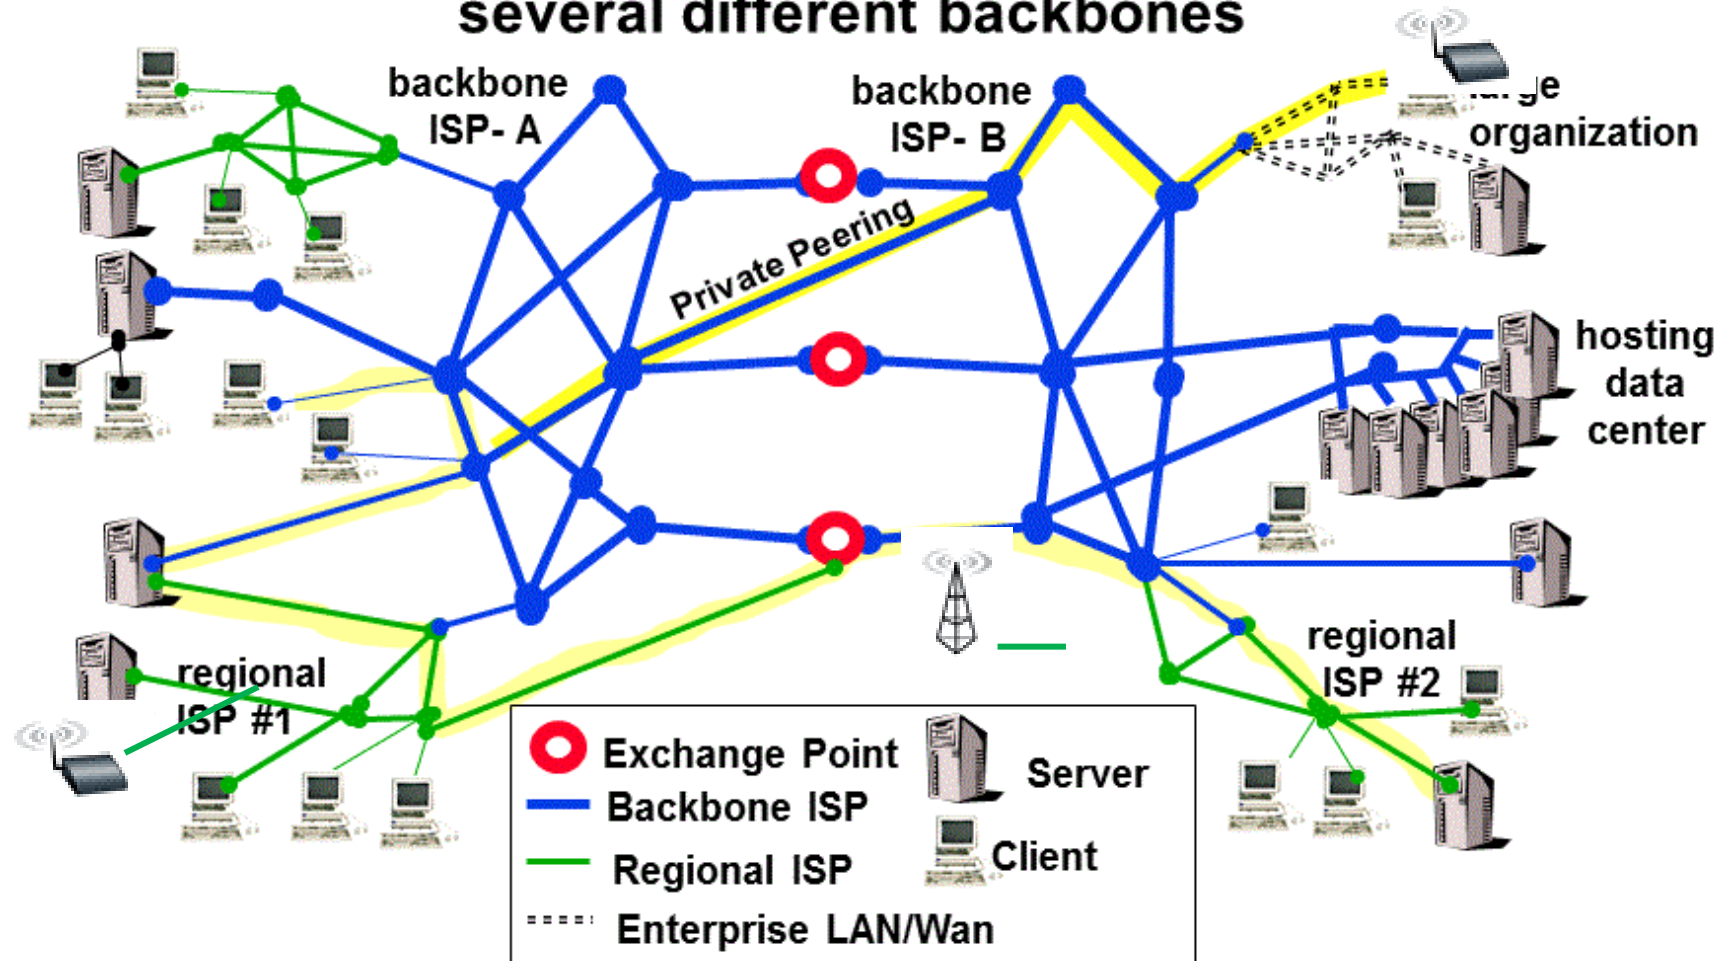 several different backbones
backbone
ISP- A
backbone
ISP- B
large
organization
Private Peering
hosting
data
center
regional
ISP #1
regional
ISP #2
Exchange Point
Server
Backbone ISP
Client
Regional ISP
Enterprise LAN/Wan